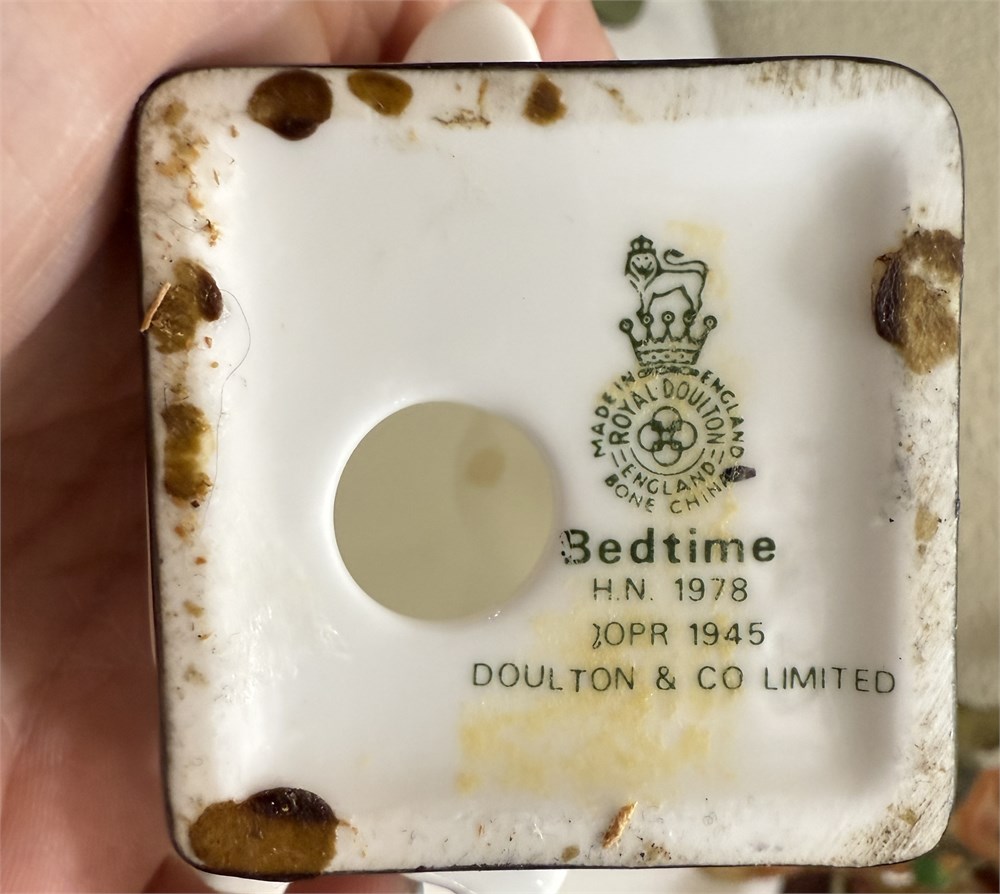 MADE IN ENGLAND
ROYAL DOULTON
ENGLAND
BONE CHINA
Bedtime
H.N. 1978
COPR 1945
DOULTON & CO LIMITED